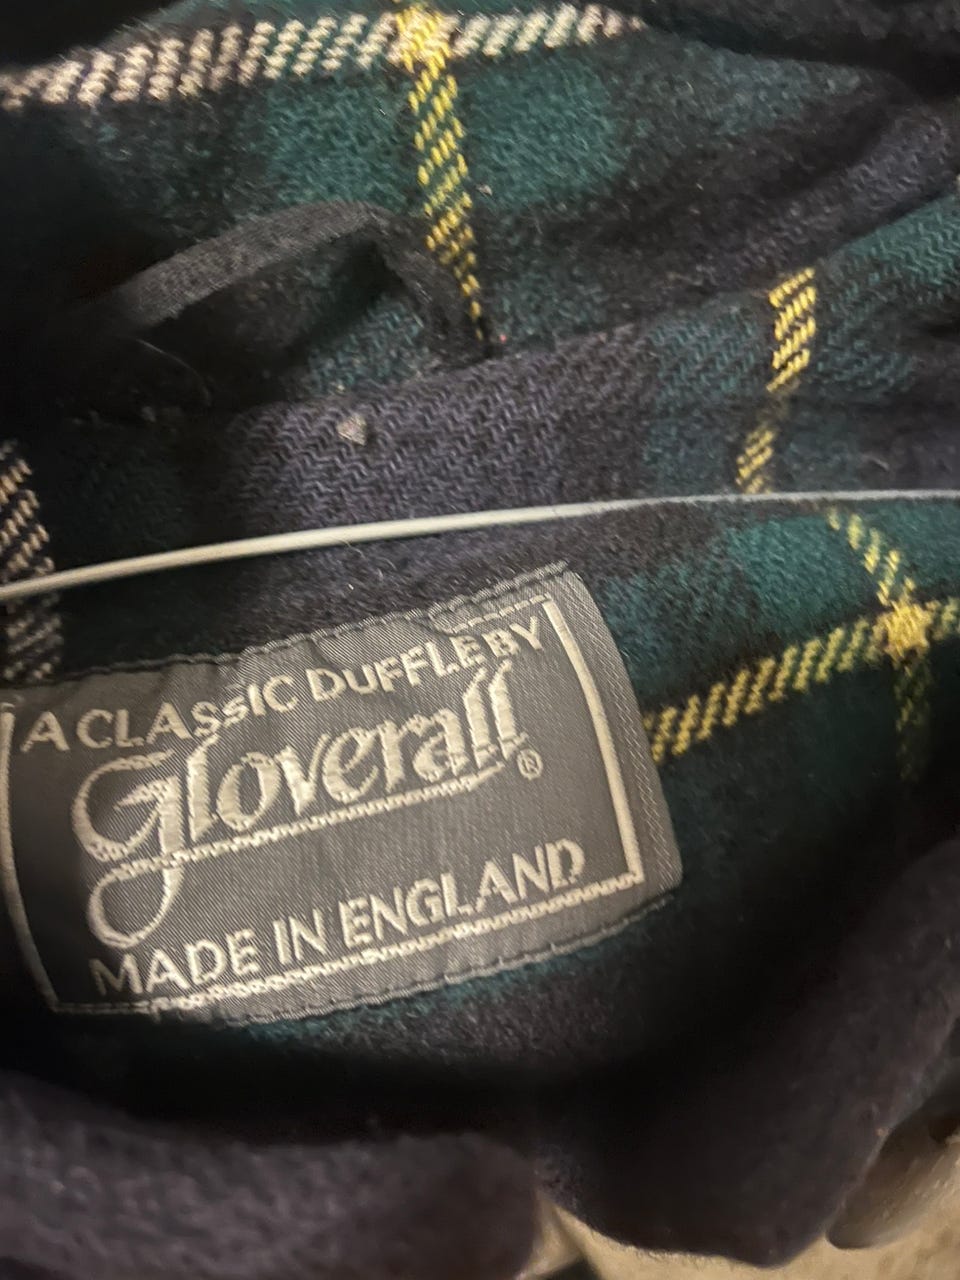 A CLASSIC DUFFLE BY
Gloverall®
MADE IN ENGLAND